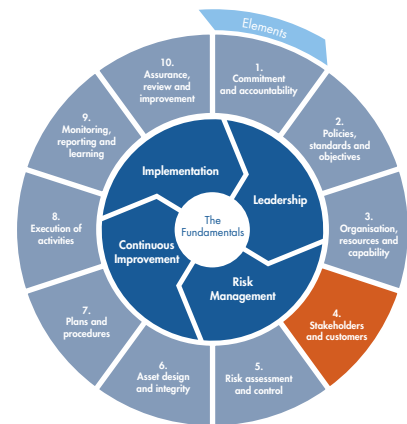 Elements
1.
Commitment
and accountability
2.
Policies,
standards and
objectives
3.
Organisation,
resources and
capability
4.
Stakeholders
and customers
5.
Risk assessment
and control
6.
Asset design
and integrity
7.
Plans and
procedures
8.
Execution of
activities
9.
Monitoring,
reporting and
learning
10.
Assurance,
review and
improvement
Implementation
Leadership
The
Fundamentals
Continuous
Improvement
Risk
Management